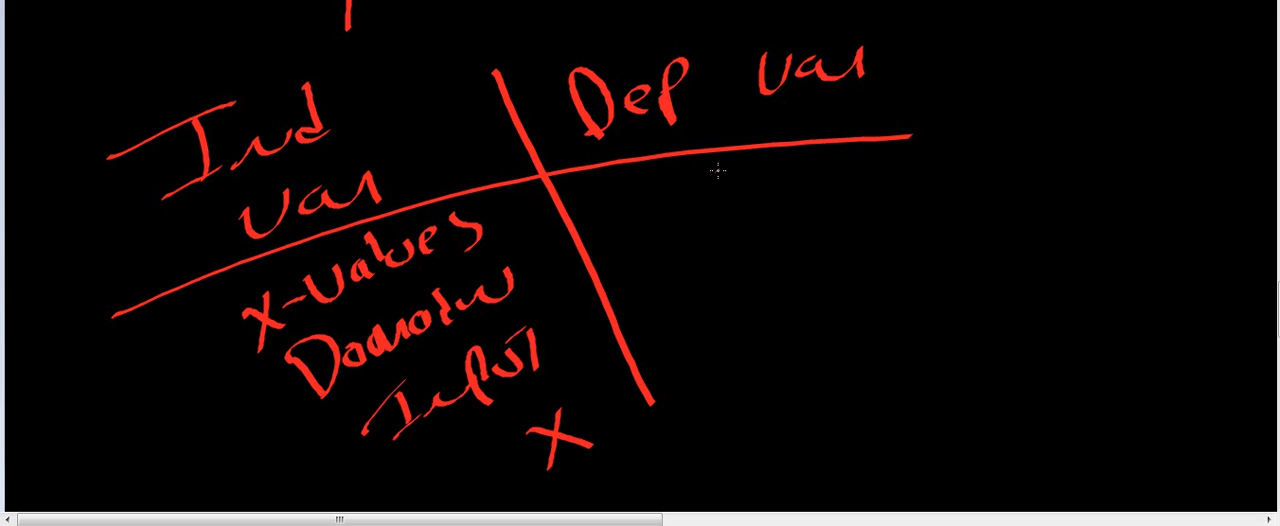 Ind
Var
Dep Var
X-Values
Domain
Input
X